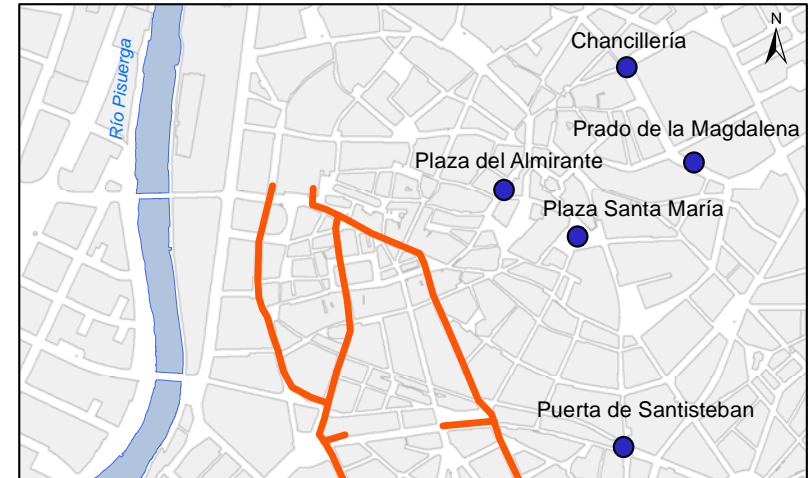 N
Chancillería
Río Pisuerga
Prado de la Magdalena
Plaza del Almirante
Plaza Santa María
Puerta de Santisteban